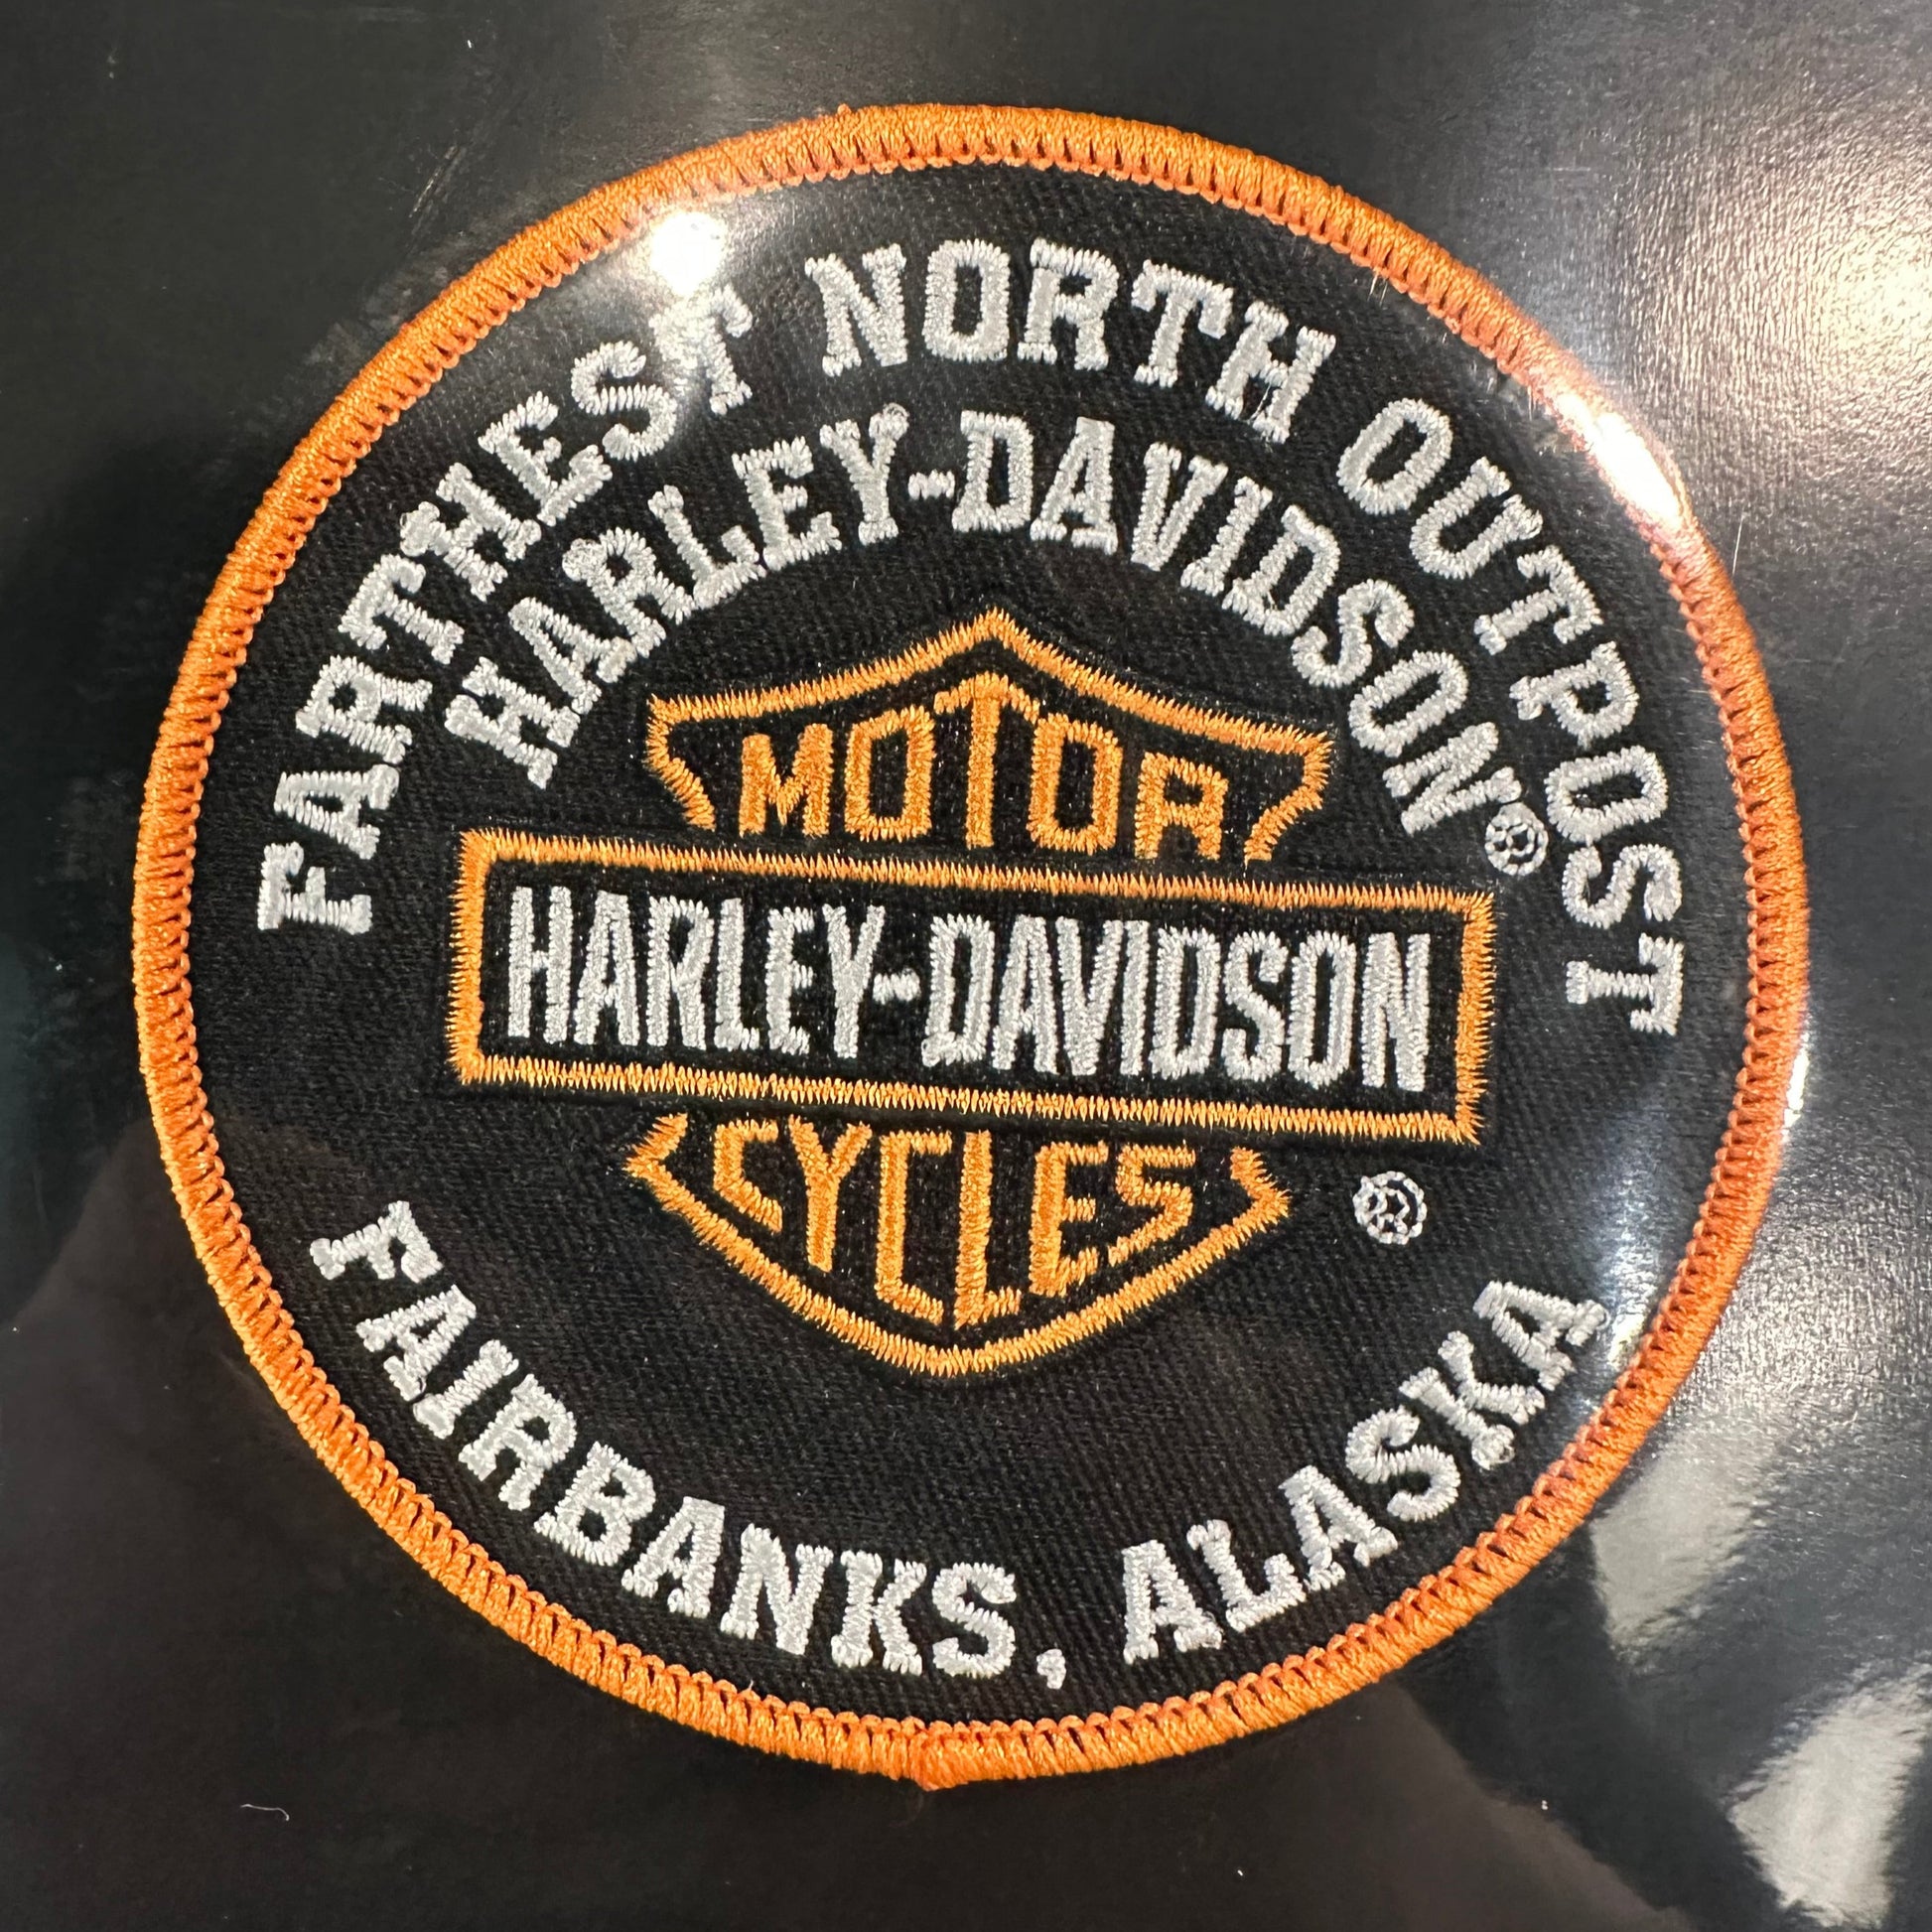 FARTHEST NORTH OUTPOST
HARLEY-DAVIDSON®
MOTOR
HARLEY-DAVIDSON
CYCLES
®
FAIRBANKS, ALASKA